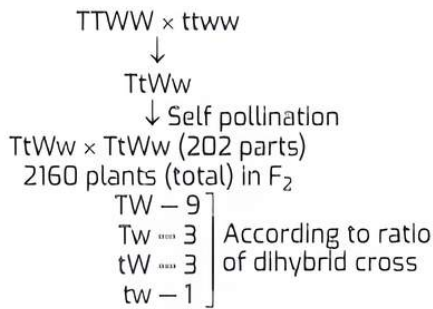 TTWW × ttww
↓
TtWw
↓ Self pollination
TtWw × TtWw (202 parts)
2160 plants (total) in F₂
TW – 9
Tw --- 3
tW --- 3
tw – 1
According to ratio
of dihybrid cross